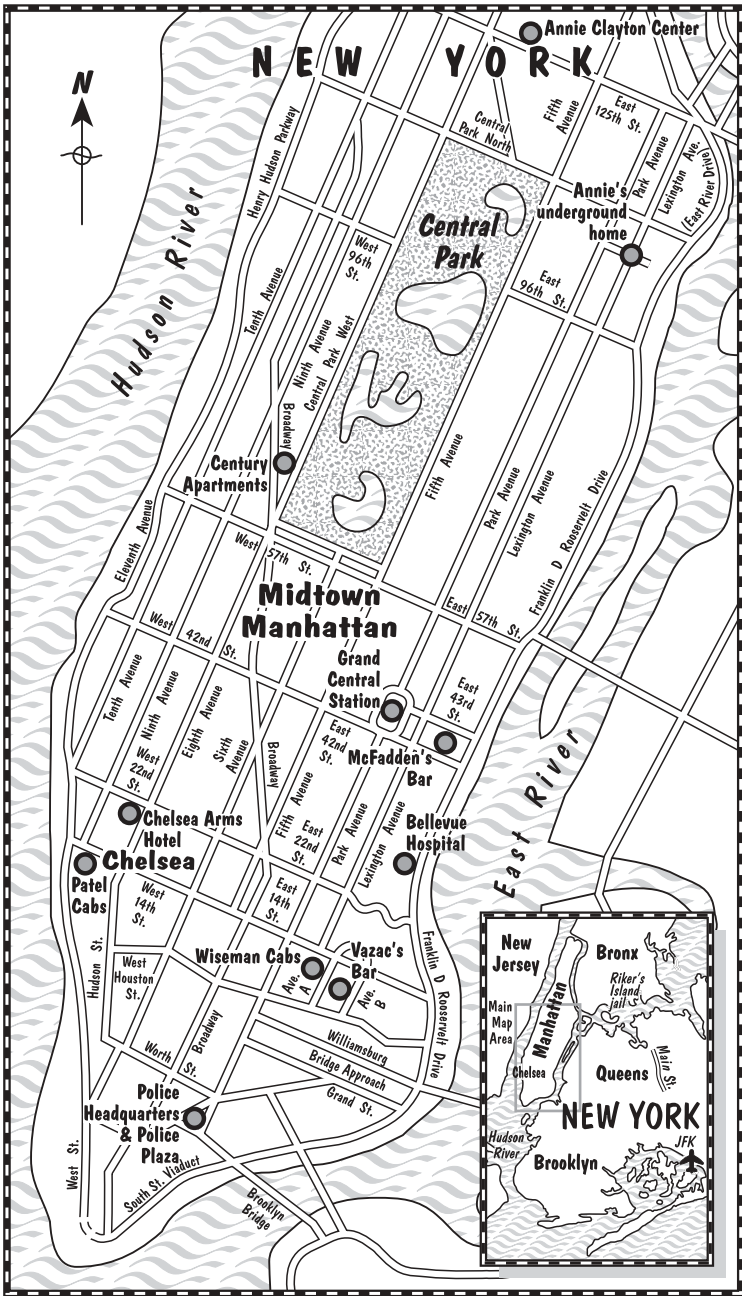 Annie Clayton Center
NEW YORK
N
Central
Park North
Fifth
Avenue
East
125th St.
Park Avenue
Lexington Ave.
(East River Drive)
Henry Hudson Parkway
Annie's
underground
home
Hudson River
Central
Park
West
96th
St.
East
96th St.
Tenth Avenue
Ninth Avenue
Central Park West
Broadway
Century
Apartments
Fifth Avenue
Park Avenue
Lexington Avenue
Franklin D Roosevelt Drive
Eleventh Avenue
West 57th St.
Midtown
Manhattan
East 57th St.
West 42nd St.
Grand
Central
Station
East
43rd
St.
Tenth Avenue
Ninth Avenue
Eighth Avenue
Sixth
Avenue
Broadway
East
42nd
St.
McFadden's
Bar
West
22nd
St.
Fifth Avenue
East
22nd
St.
Park Avenue
Lexington Avenue
Bellevue
Hospital
East River
Chelsea Arms
Hotel
Chelsea
Patel
Cabs
West
14th
St.
East
14th
St.
Wiseman Cabs
Vazac's
Bar
Ave.
A
Ave.
B
Franklin D Roosevelt Drive
Hudson St.
West
Houston
St.
Broadway
Worth St.
Williamsburg
Bridge Approach
Grand St.
Police
Headquarters
& Police
Plaza
West St.
South St. Viaduct
Brooklyn
Bridge
New
Jersey
Bronx
Riker's
Island
jail
Main
Map
Area
Manhattan
Chelsea
Queens
Main St
NEW YORK
Hudson
River
JFK
Brooklyn